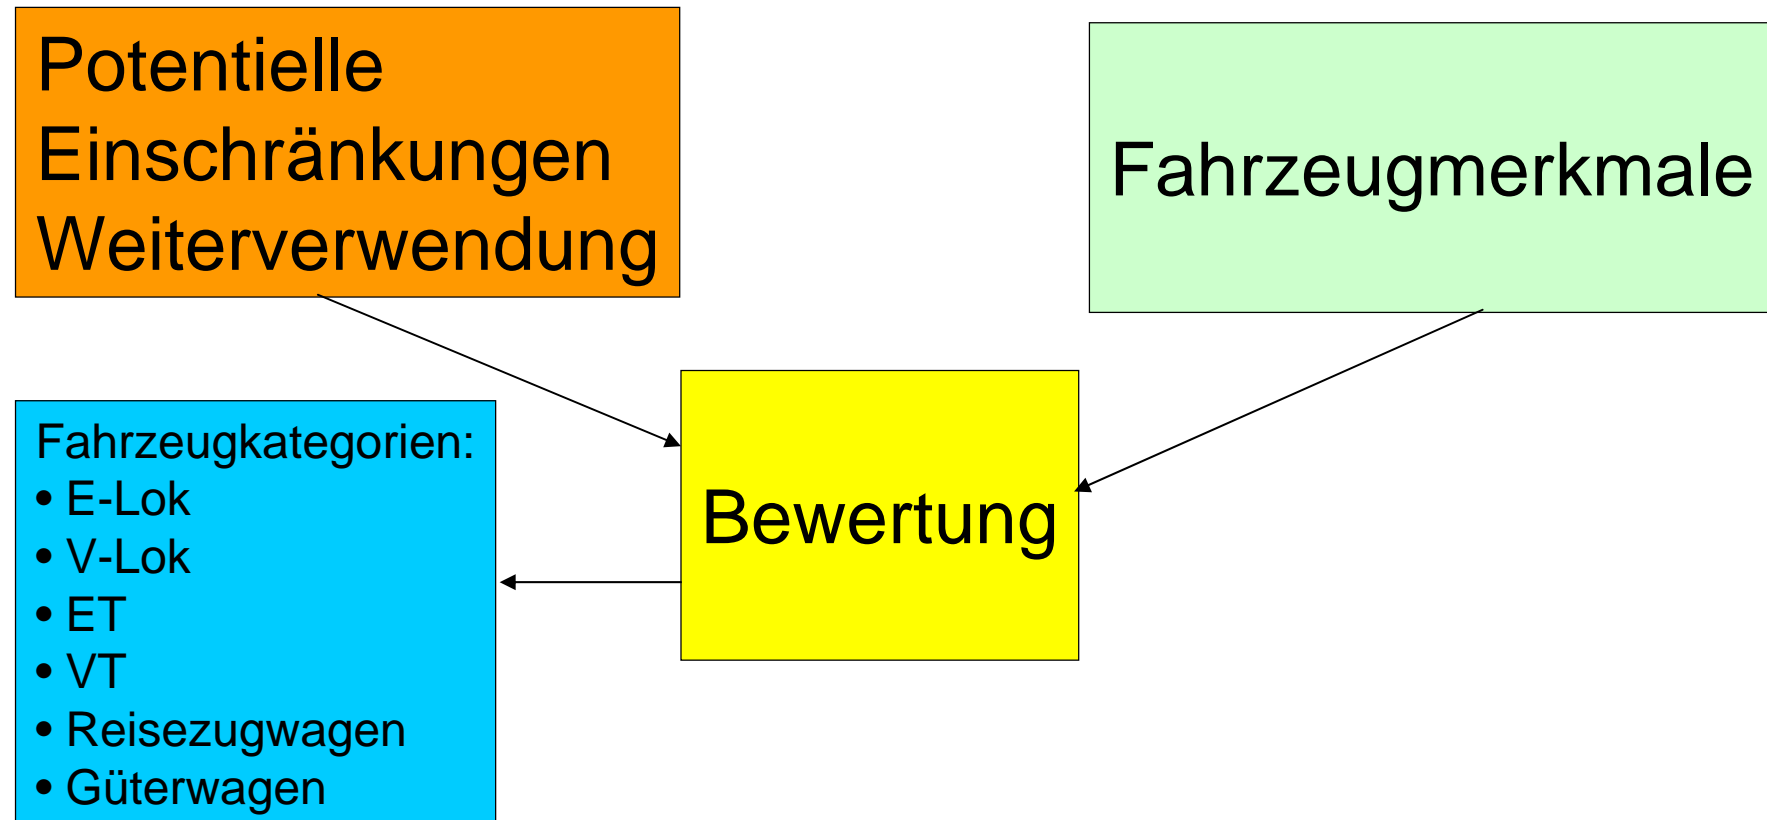 Potentielle
Einschränkungen
Weiterverwendung
Fahrzeugmerkmale
Bewertung
Fahrzeugkategorien:
• E-Lok
• V-Lok
• ET
• VT
• Reisezugwagen
• Güterwagen